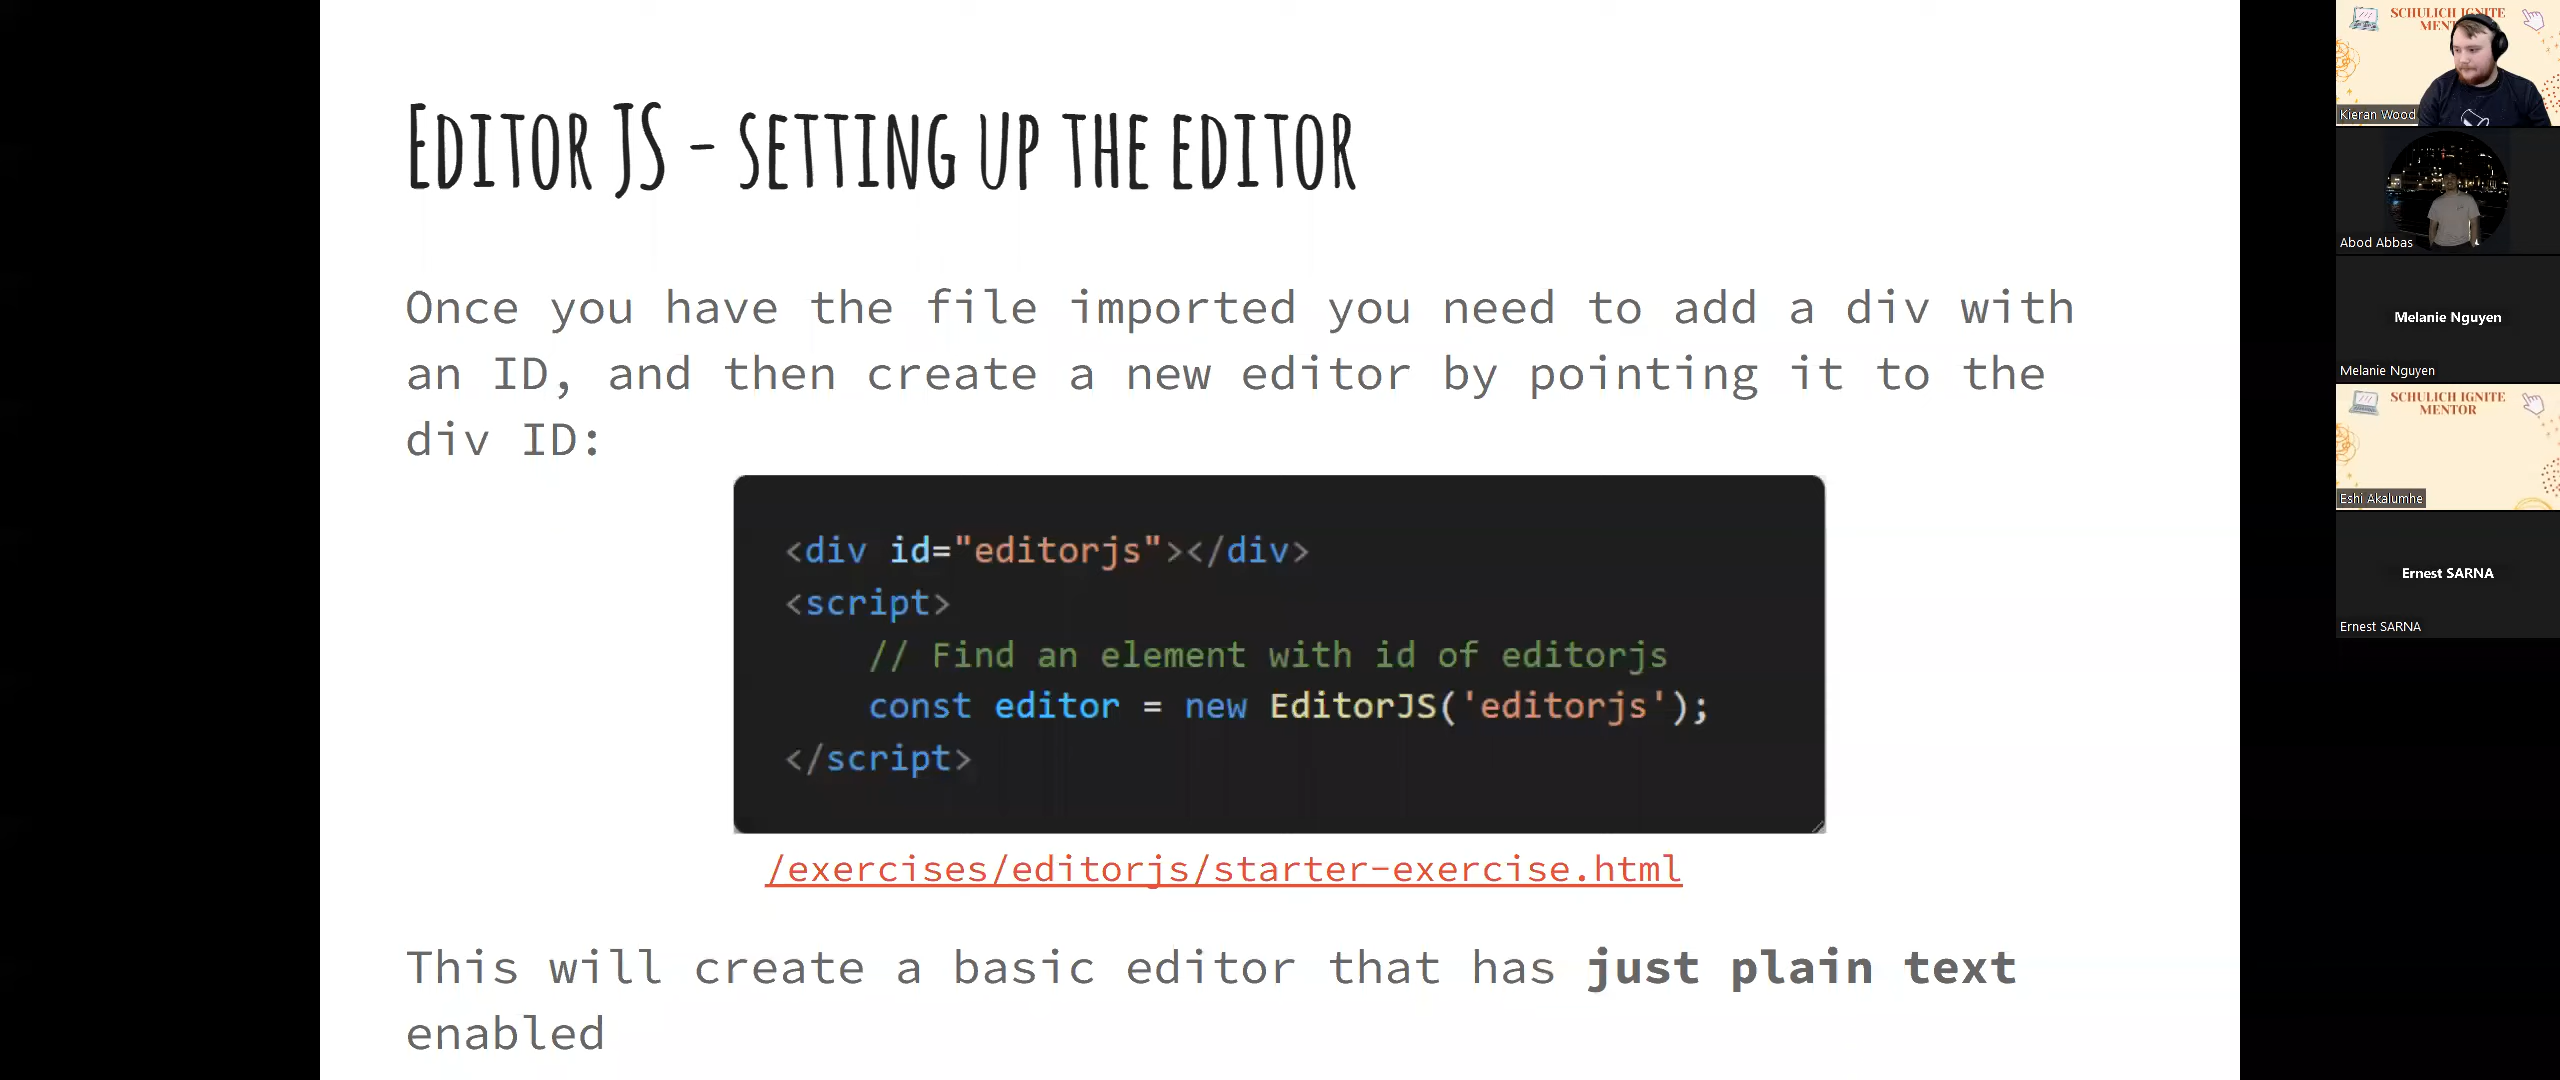 Editor JS - setting up the editor
Once you have the file imported you need to add a div with
an ID, and then create a new editor by pointing it to the
div ID:
<div id="editorjs"></div>
<script>
    // Find an element with id of editorjs
    const editor = new EditorJS('editorjs');
</script>
/exercises/editorjs/starter-exercise.html
This will create a basic editor that has just plain text
enabled
SCHULICH IGNITE
Kieran Wood
Abod Abbas
Melanie Nguyen
Melanie Nguyen
SCHULICH IGNITE
MENTOR
Eshi Akalumhe
Ernest SARNA
Ernest SARNA